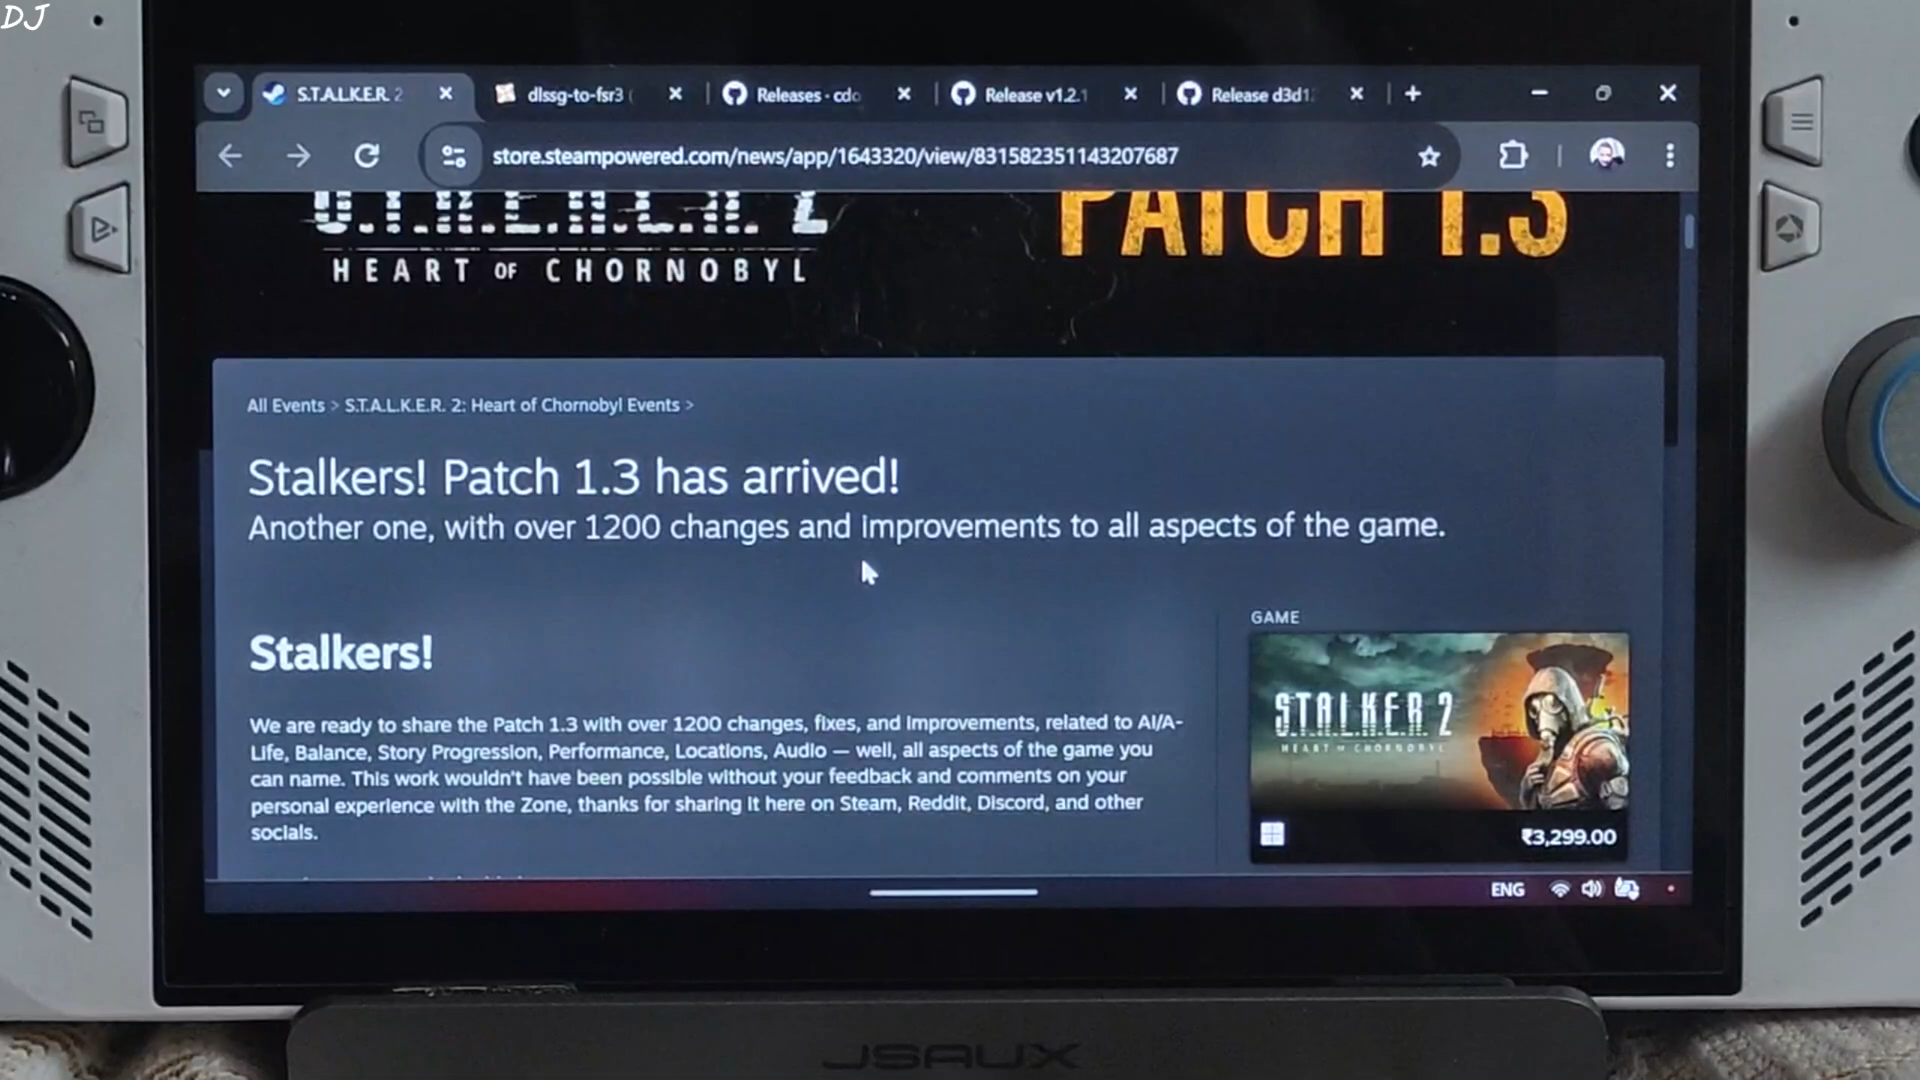 DJ
S.T.A.L.K.E.R. 2
dlssg-to-fsr3 (
Releases · cdo
Release v1.2.1
Release d3d12
store.steampowered.com/news/app/1643320/view/831582351143207687
S.T.A.L.K.E.R. 2
HEART OF CHORNOBYL
PATCH 1.3
All Events > S.T.A.L.K.E.R. 2: Heart of Chornobyl Events >
Stalkers! Patch 1.3 has arrived!
Another one, with over 1200 changes and improvements to all aspects of the game.
Stalkers!
GAME
We are ready to share the Patch 1.3 with over 1200 changes, fixes, and improvements, related to AI/A-
Life, Balance, Story Progression, Performance, Locations, Audio — well, all aspects of the game you
can name. This work wouldn't have been possible without your feedback and comments on your
personal experience with the Zone, thanks for sharing it here on Steam, Reddit, Discord, and other
socials.
S.T.A.L.K.E.R. 2
HEART OF CHORNOBYL
₹3,299.00
ENG
JSAUX